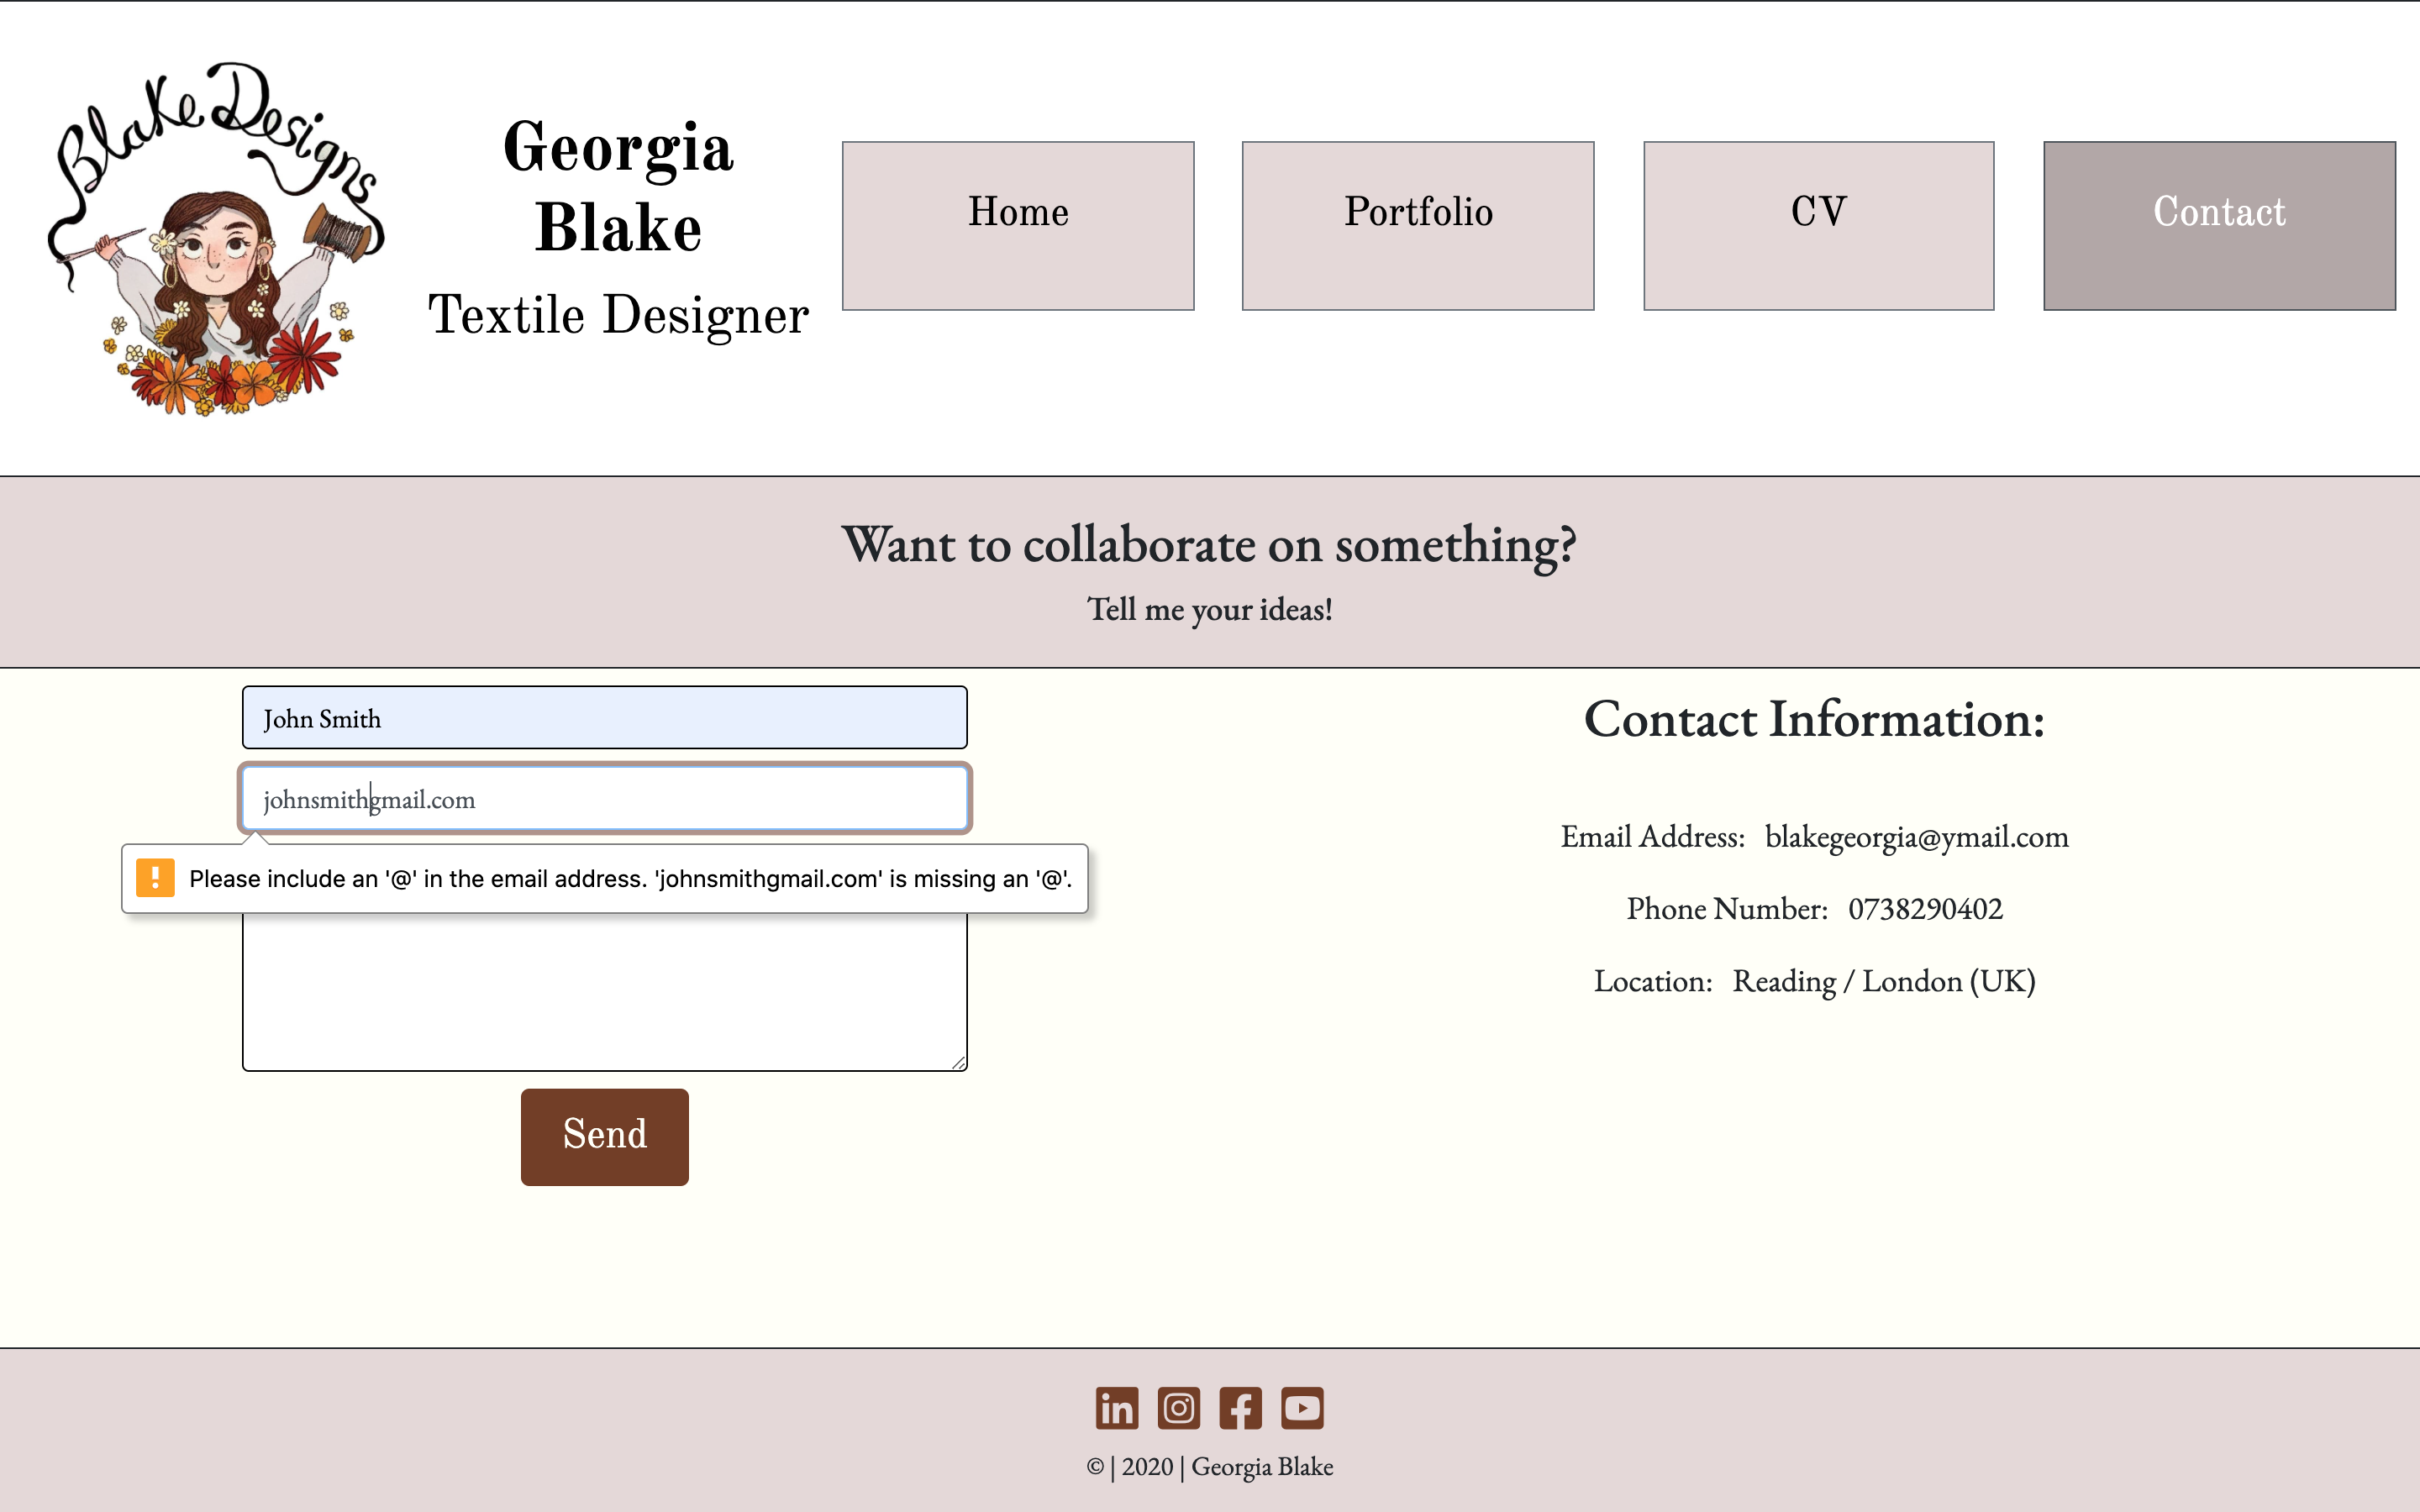 Blake Designs
Georgia
Blake
Textile Designer
Home
Portfolio
CV
Contact
Want to collaborate on something?
Tell me your ideas!
John Smith
johnsmithgmail.com
Please include an '@' in the email address. 'johnsmithgmail.com' is missing an '@'.
Send
Contact Information:
Email Address: blakegeorgia@ymail.com
Phone Number: 0738290402
Location: Reading / London (UK)
in
© | 2020 | Georgia Blake